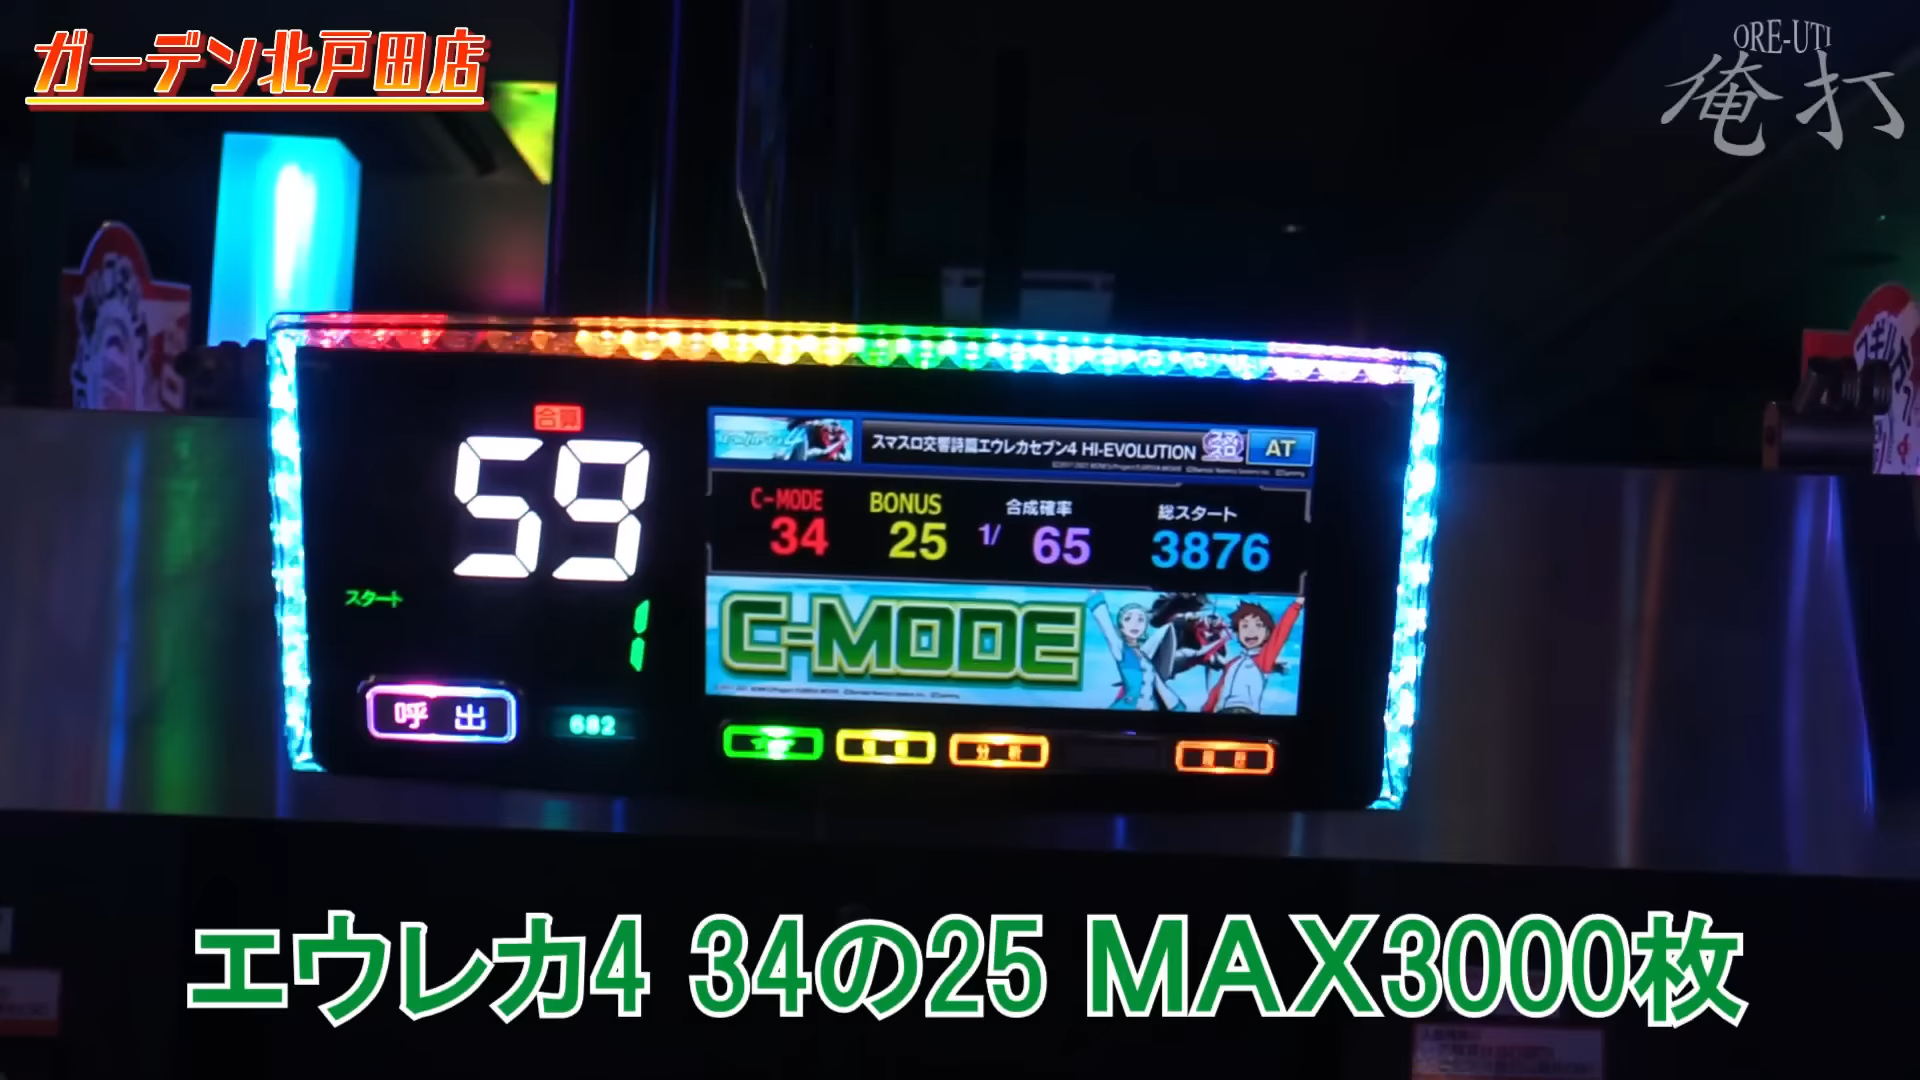 ガーデン北戸田店
ORE-UTI
俺打
合算
59
スマスロ交響詩篇エウレカセブン4 HI-EVOLUTION
AT
C-MODE
BONUS
合成確率
総スタート
34
25
1/
65
3876
スタート
1
C-MODE
呼出
682
分析
履歴
エウレカ4 34の25 MAX3000枚